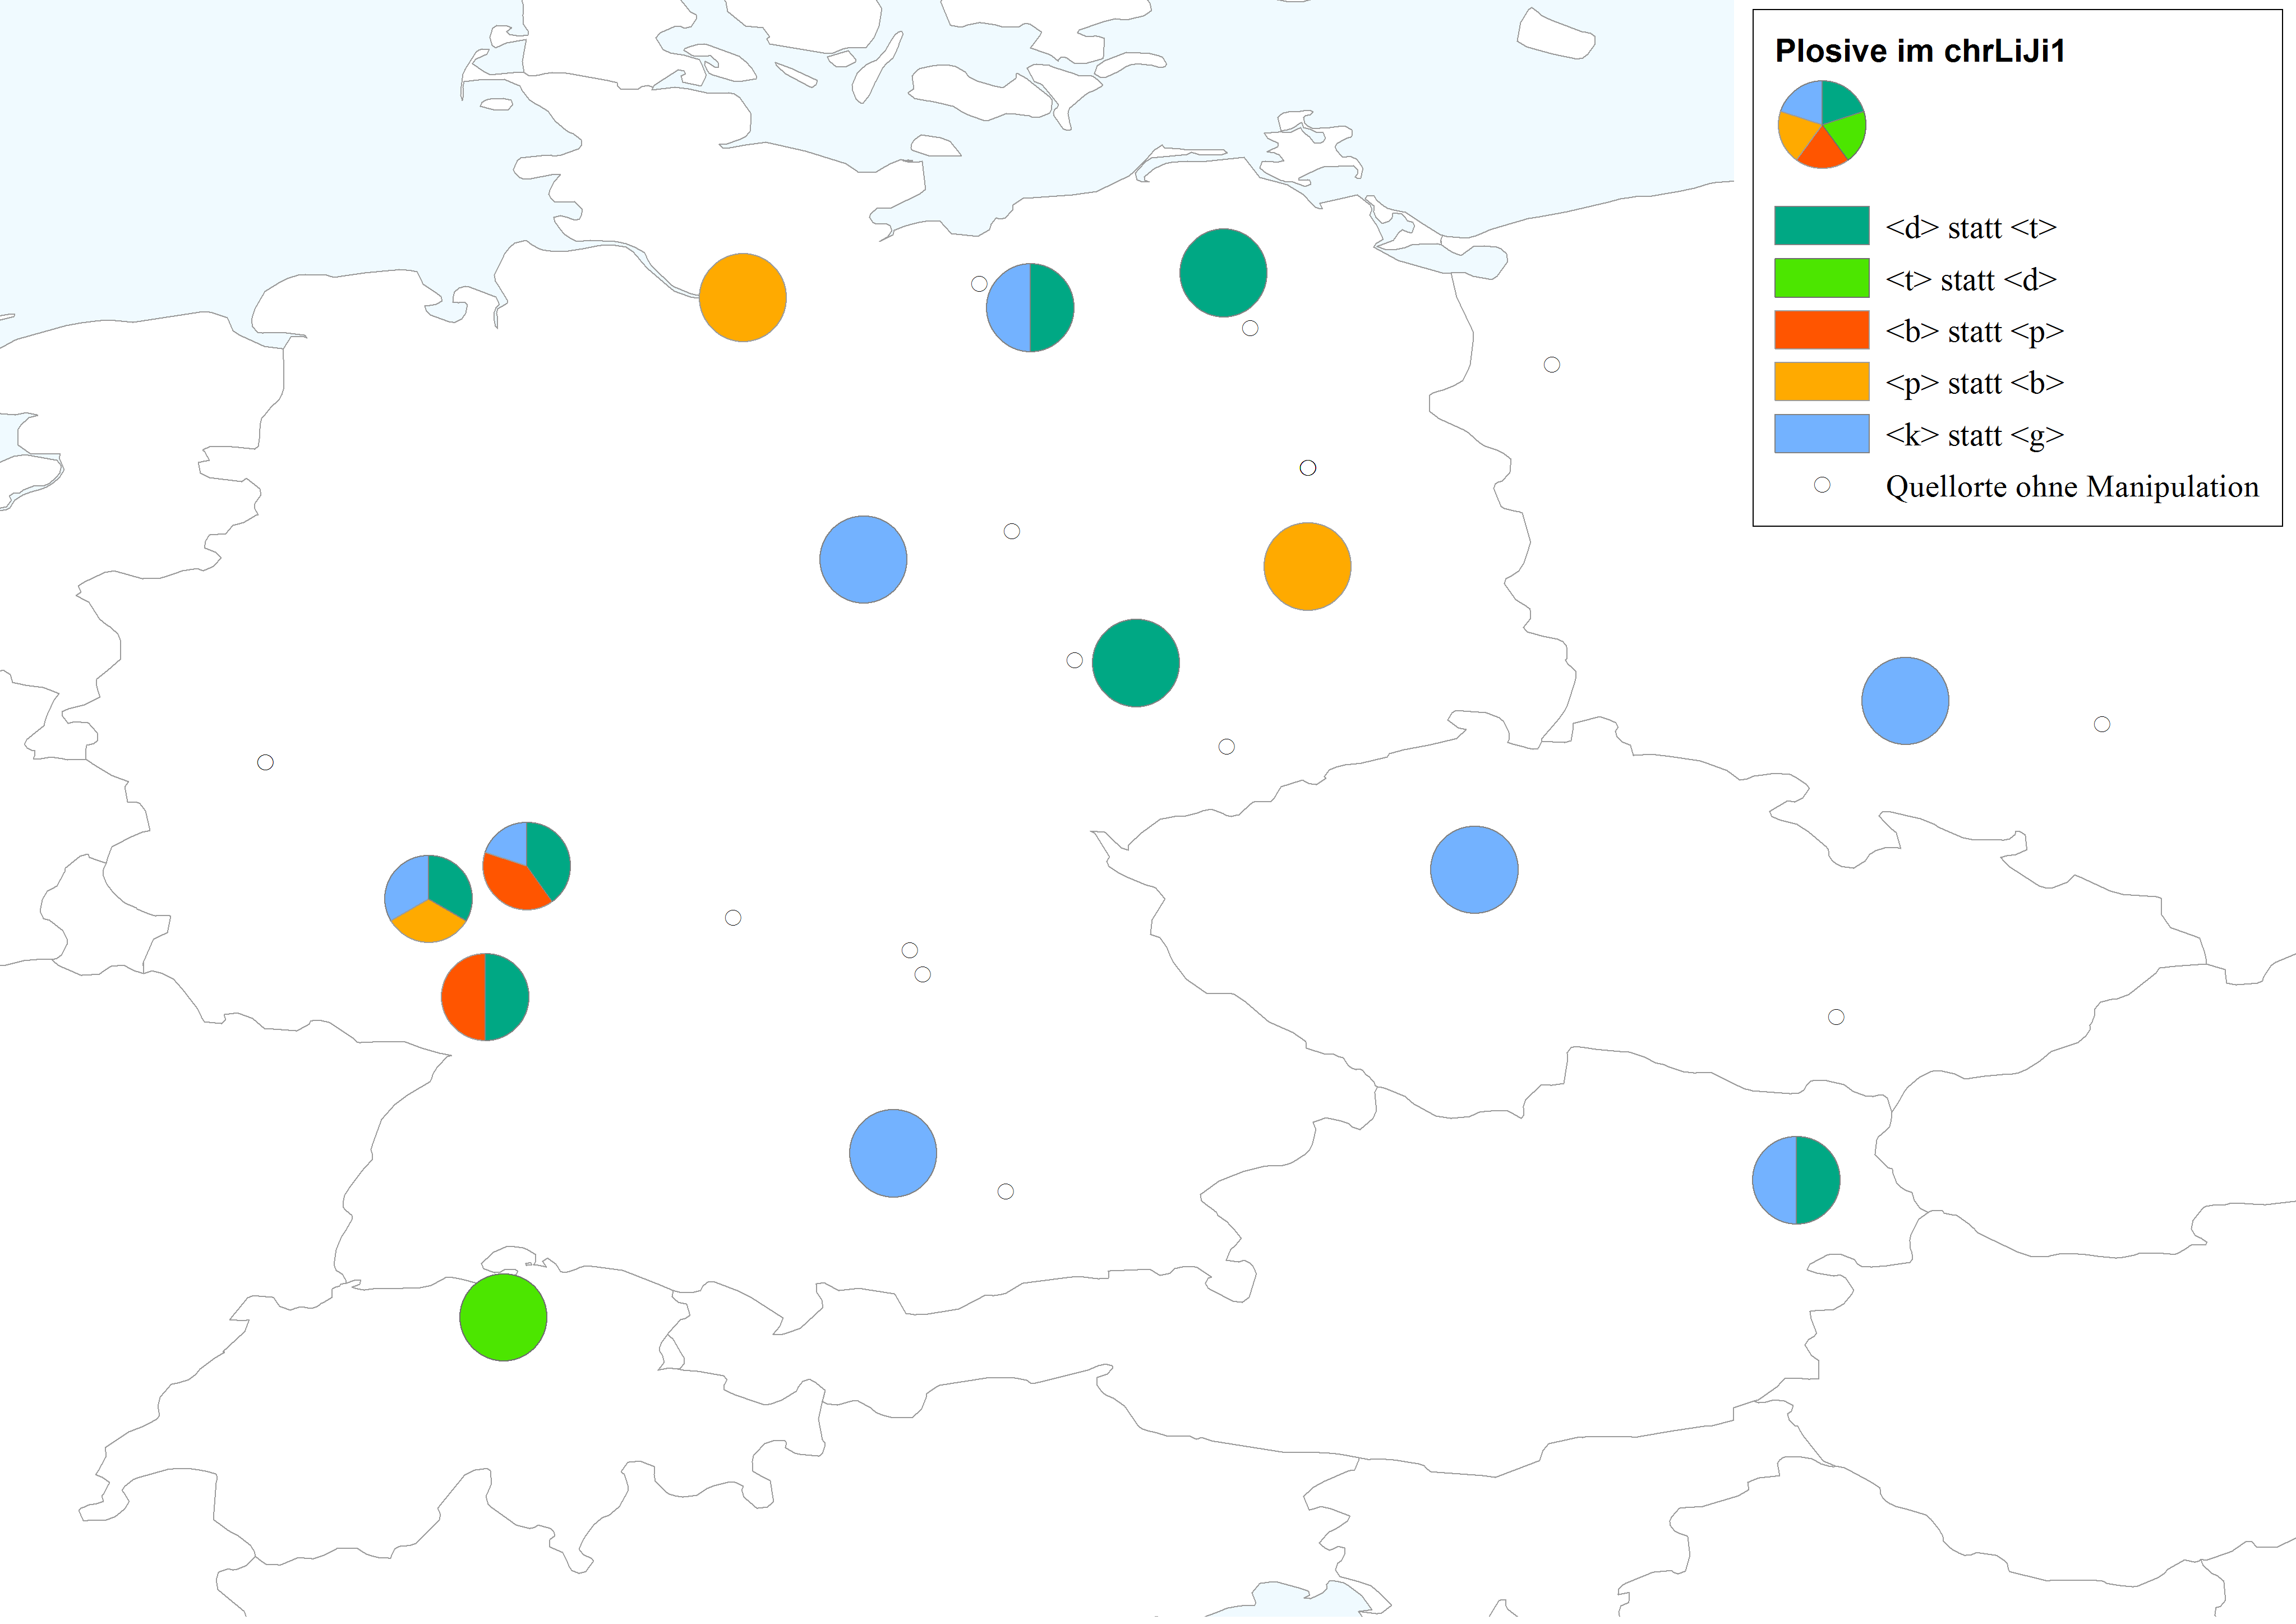 Plosive im chrLiJi1
<d> statt <t>
<t> statt <d>
<b> statt <p>
<p> statt <b>
<k> statt <g>
Quellorte ohne Manipulation